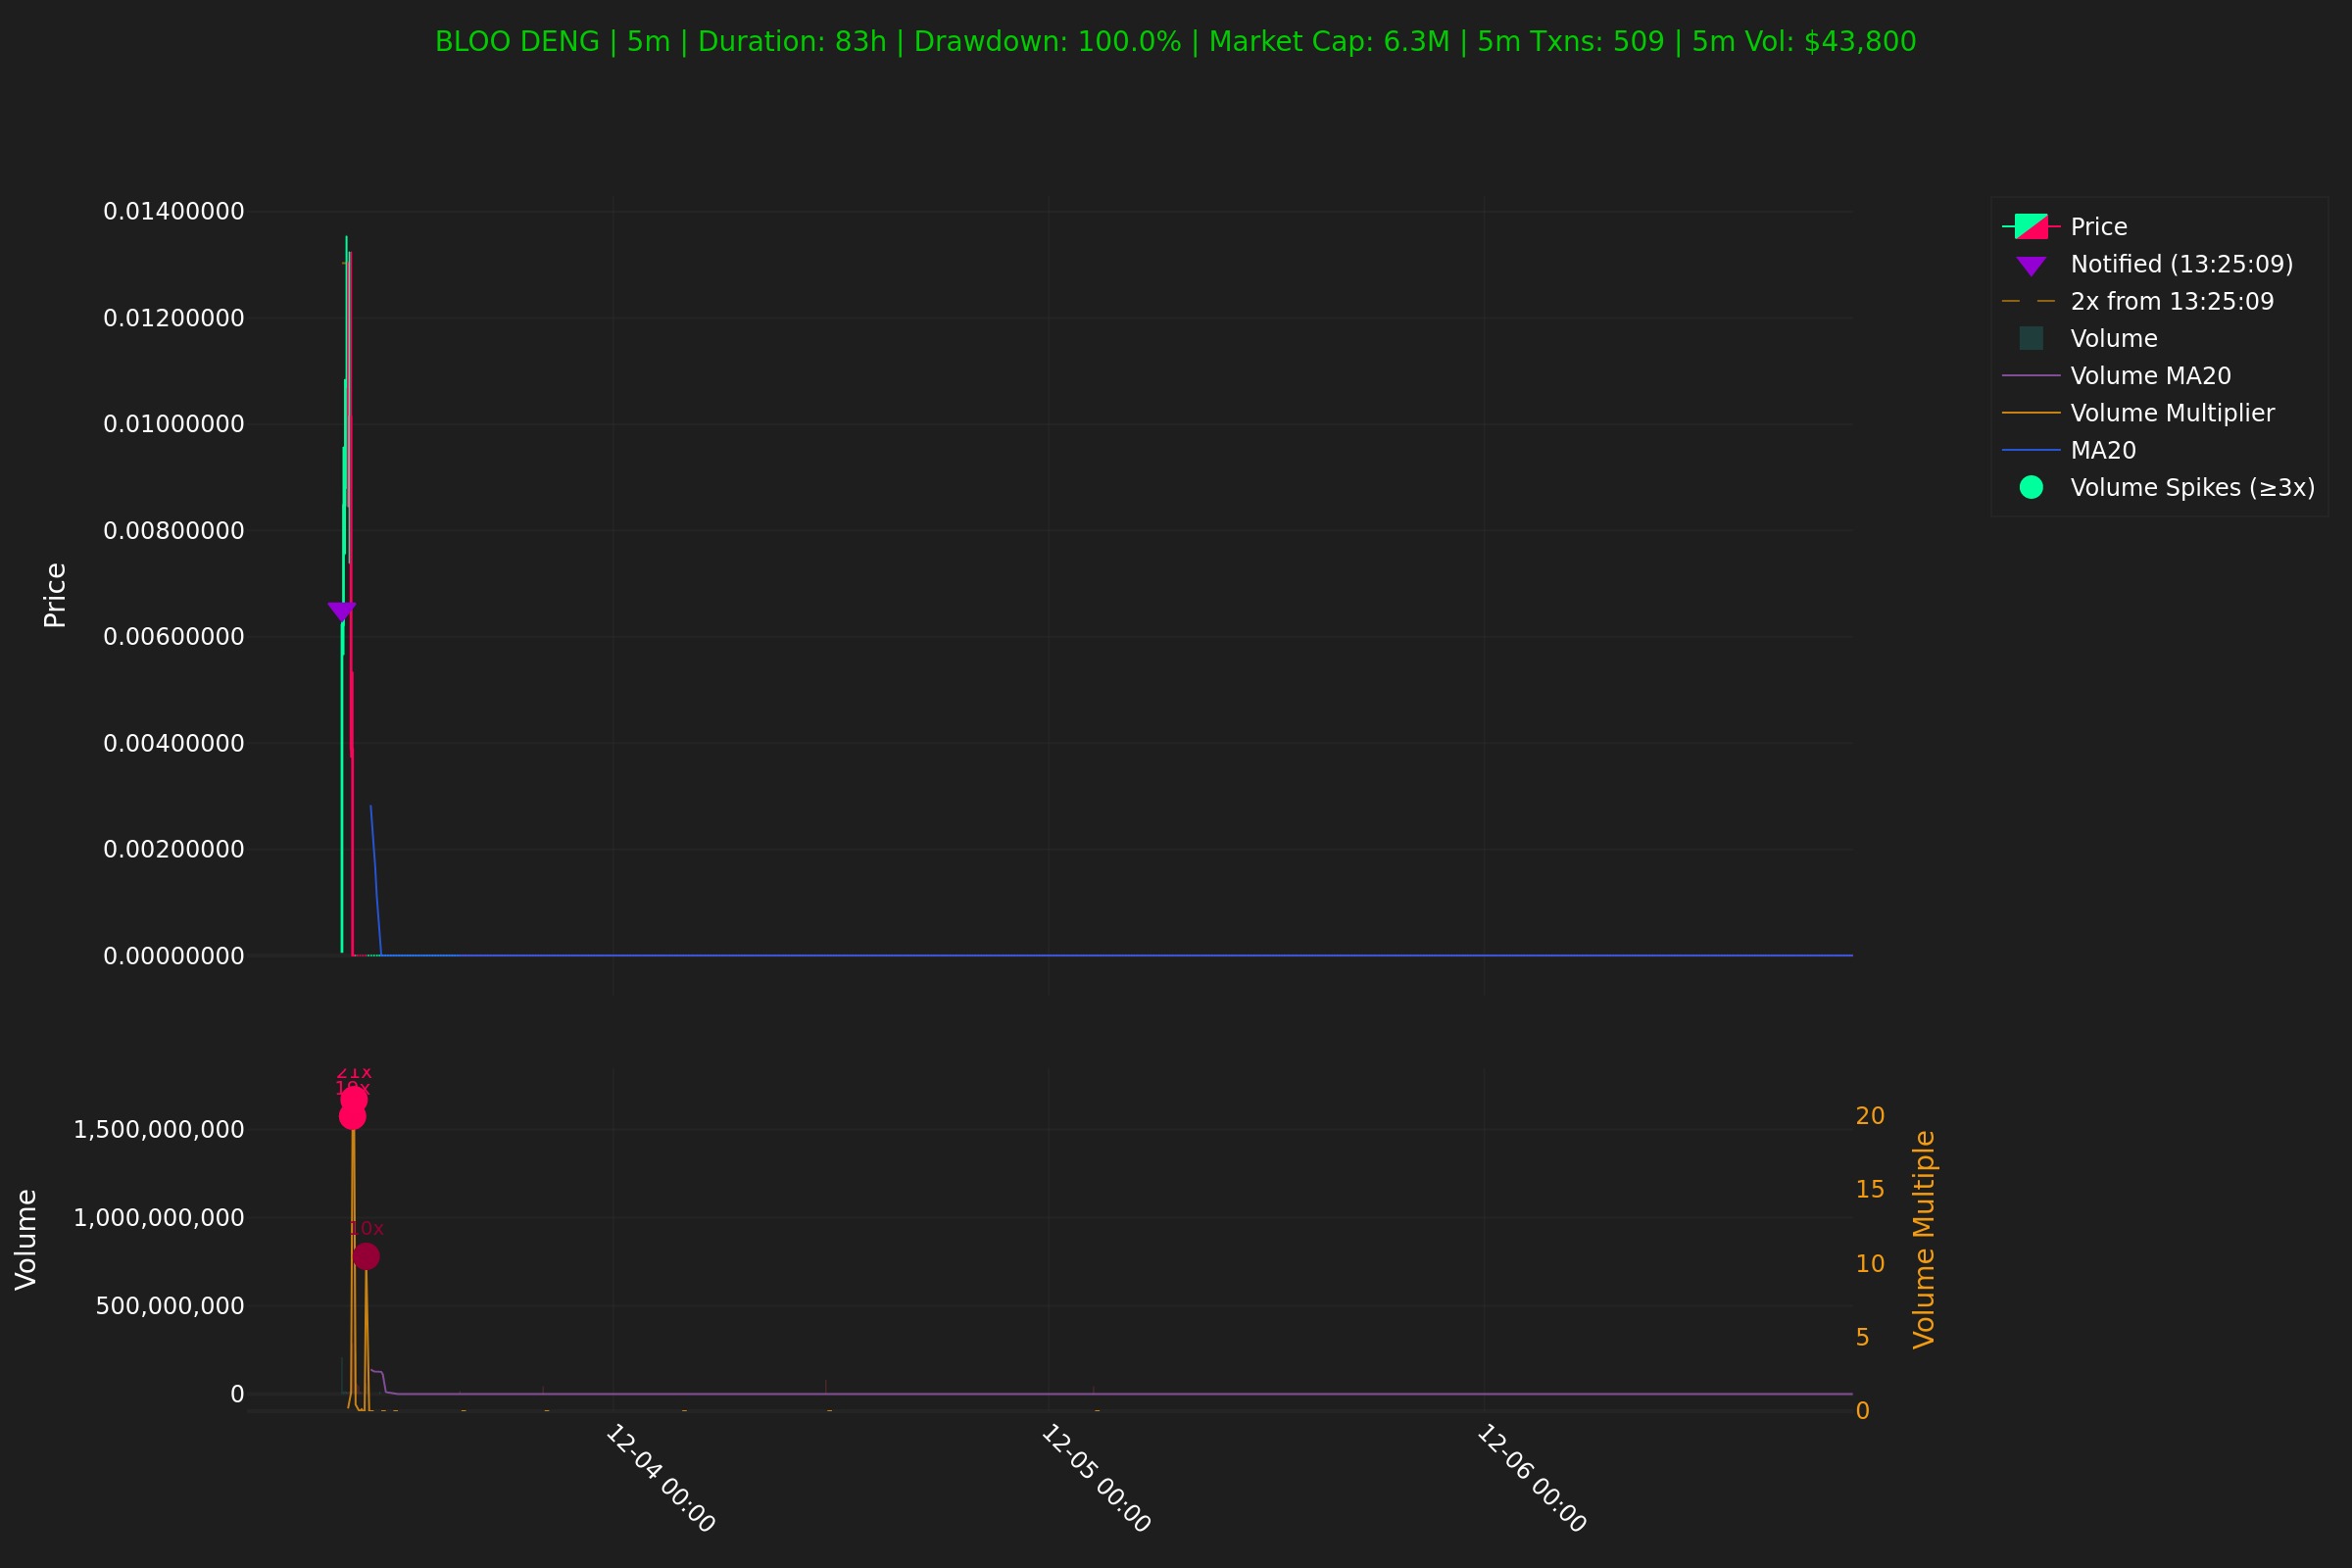 BLOO DENG | 5m | Duration: 83h | Drawdown: 100.0% | Market Cap: 6.3M | 5m Txns: 509 | 5m Vol: $43,800
Price
0.01400000
0.01200000
0.01000000
0.00800000
0.00600000
0.00400000
0.00200000
0.00000000
Price
Notified (13:25:09)
2x from 13:25:09
Volume
Volume MA20
Volume Multiplier
MA20
Volume Spikes (≥3x)
Volume
1,500,000,000
1,000,000,000
500,000,000
0
21x
10x
20
15
10
5
0
Volume Multiple
12-04 00:00
12-05 00:00
12-06 00:00